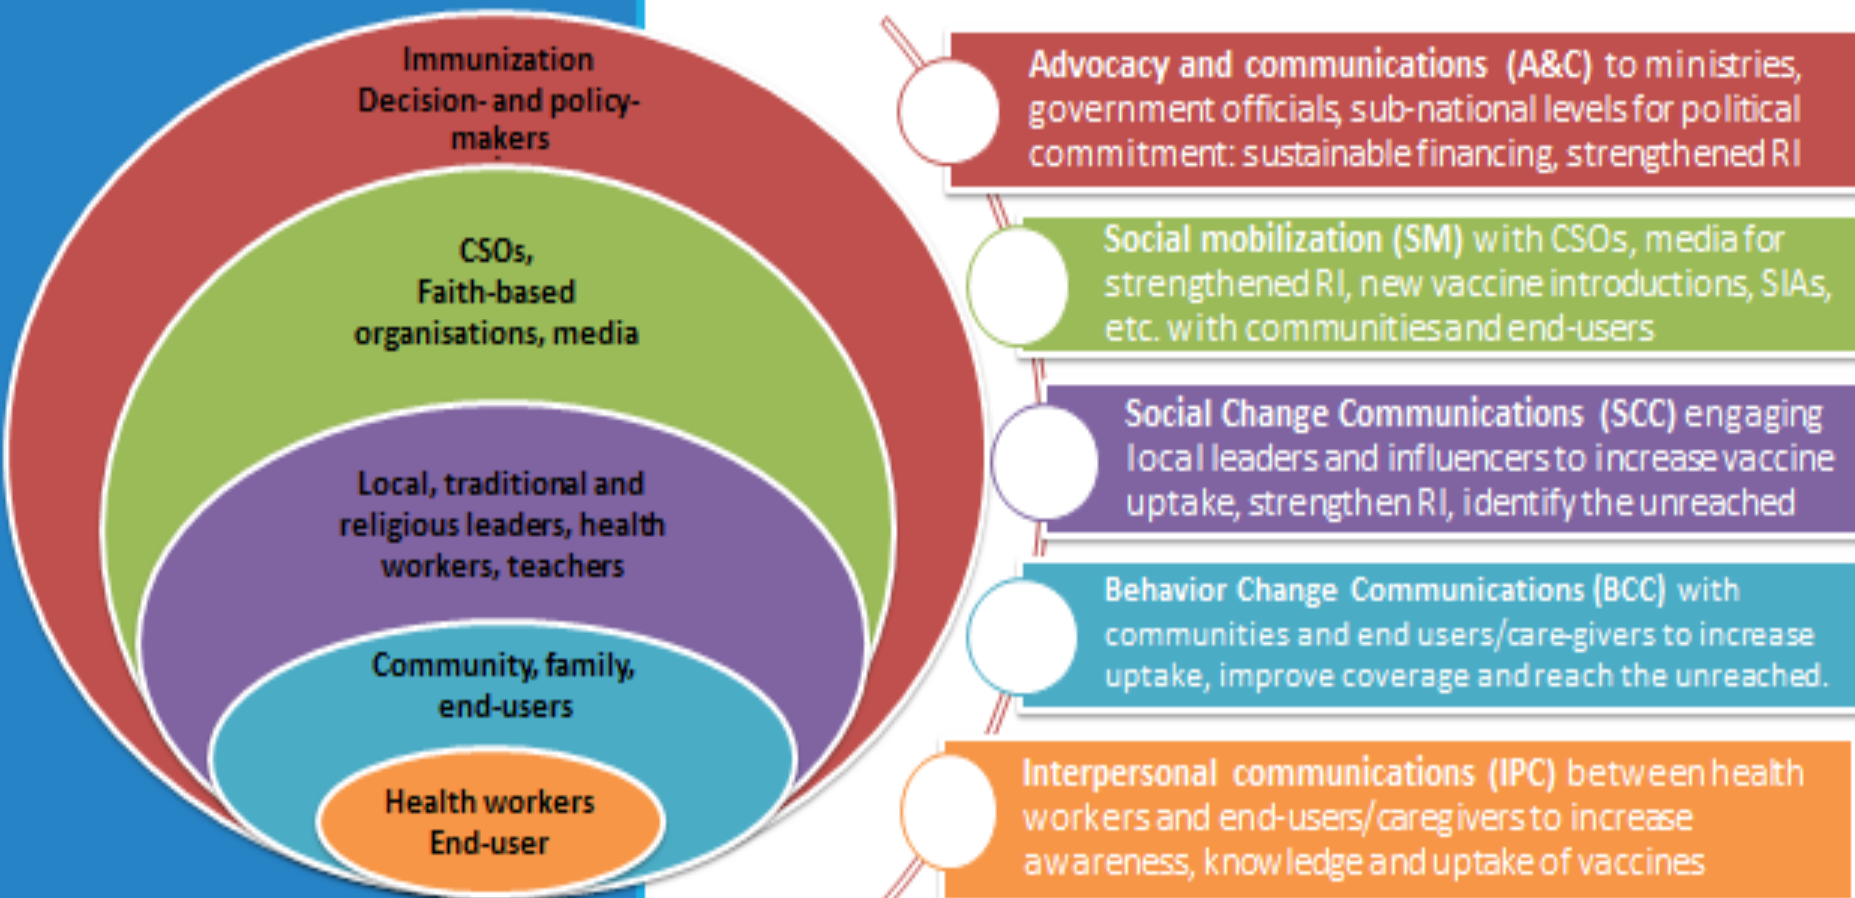 Immunization
Decision- and policy-
makers
CSOs,
Faith-based
organisations, media
Local, traditional and
religious leaders, health
workers, teachers
Community, family,
end-users
Health workers
End-user
Advocacy and communications (A&C) to ministries,
government officials, sub-national levels for political
commitment: sustainable financing, strengthened RI
Social mobilization (SM) with CSOs, media for
strengthened RI, new vaccine introductions, SIAs,
etc. with communities and end-users
Social Change Communications (SCC) engaging
local leaders and influencers to increase vaccine
uptake, strengthen RI, identify the unreached
Behavior Change Communications (BCC) with
communities and end users/care-givers to increase
uptake, improve coverage and reach the unreached.
Interpersonal communications (IPC) between health
workers and end-users/caregivers to increase
awareness, knowledge and uptake of vaccines